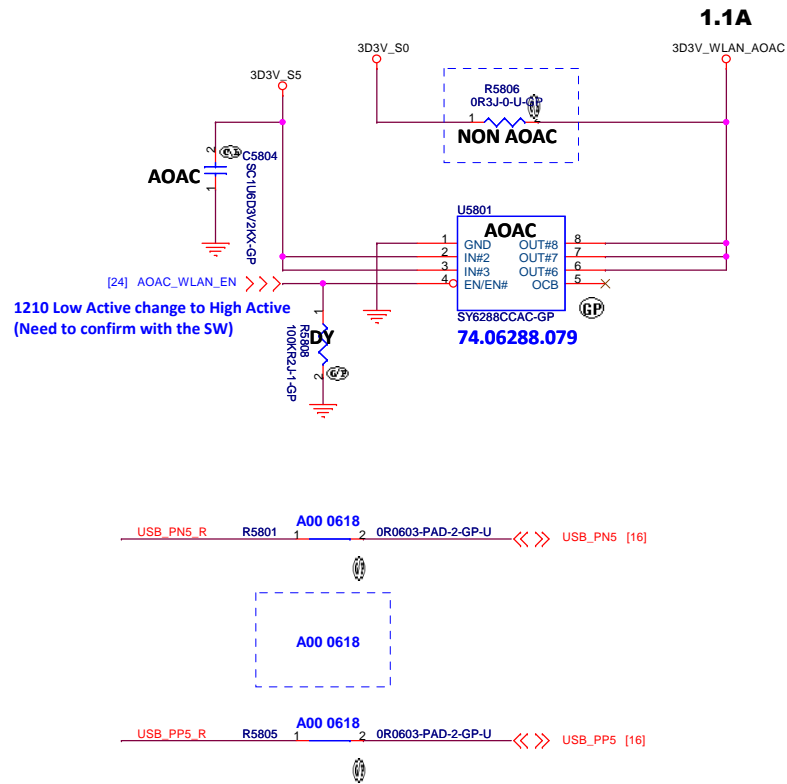 1.1A
3D3V_S0
3D3V_WLAN_AOAC
3D3V_S5
R5806
0R3J-0-U-GP
1
2
NON AOAC
2
C5804
SC1U6D3V2KX-GP
AOAC
1
U5801
AOAC
1 GND OUT#8 8
2 IN#2 OUT#7 7
3 IN#3 OUT#6 6
4 EN/EN# OCB 5
[24] AOAC_WLAN_EN
SY6288CCAC-GP
GP
74.06288.079
1210 Low Active change to High Active
(Need to confirm with the SW)
1
R5808
100KR2J-1-GP
DY
2
A00 0618
USB_PN5_R R5801 1 2 0R0603-PAD-2-GP-U USB_PN5 [16]
A00 0618
A00 0618
USB_PP5_R R5805 1 2 0R0603-PAD-2-GP-U USB_PP5 [16]